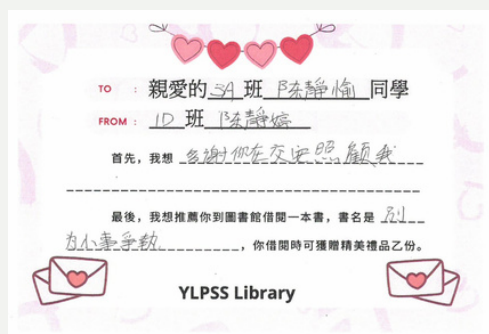 TO : 親愛的 5A 班 陳靜愉 同學
FROM : 1D 班 陳靜婷
首先，我想 多謝你在交安照顧我
最後，我想推薦你到圖書館借閱一本書，書名是 別
為小事爭執，你借閱時可獲贈精美禮品乙份。
YLPSS Library